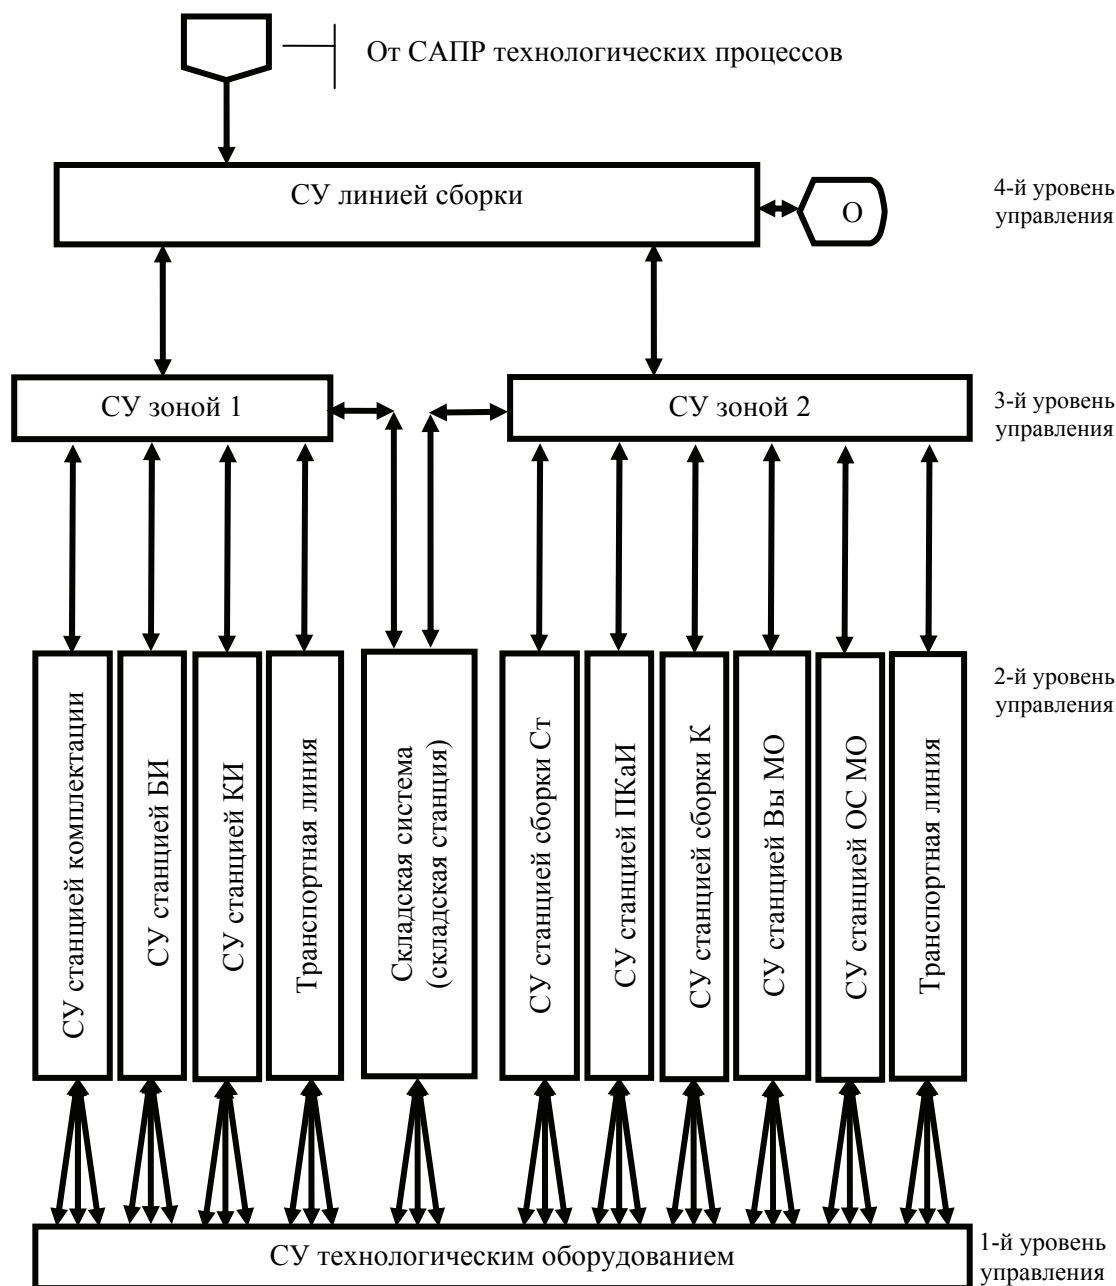 От САПР технологических процессов
СУ линией сборки
О
4-й уровень
управления
СУ зоной 1
СУ зоной 2
3-й уровень
управления
СУ станцией комплектации
СУ станцией БИ
СУ станцией КИ
Транспортная линия
Складская система
(складская станция)
СУ станцией сборки Ст
СУ станцией ПКаИ
СУ станцией сборки К
СУ станцией Вы МО
СУ станцией ОС МО
Транспортная линия
2-й уровень
управления
СУ технологическим оборудованием
1-й уровень
управления